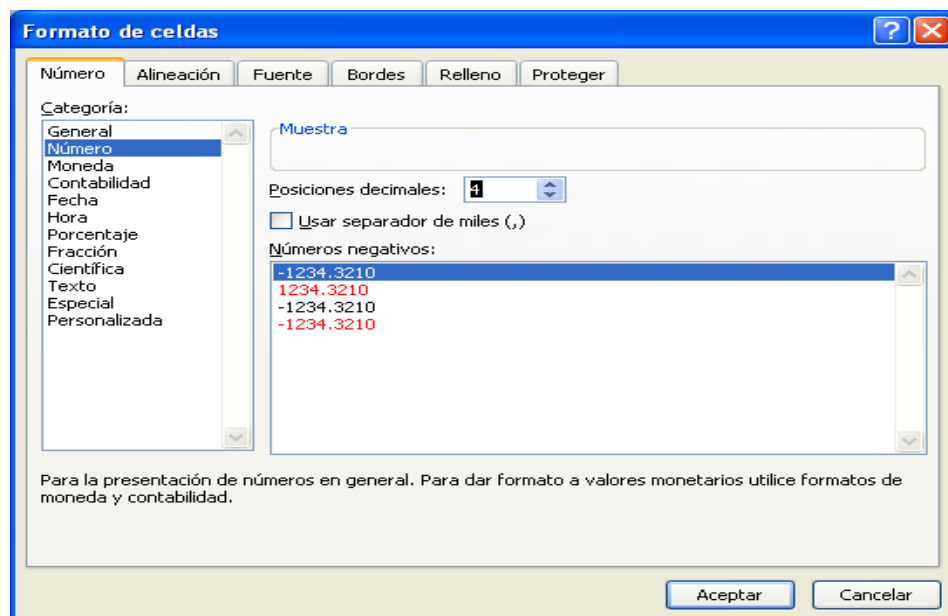 Formato de celdas
Número Alineación Fuente Bordes Relleno Proteger
Categoría:
General
Número
Moneda
Contabilidad
Fecha
Hora
Porcentaje
Fracción
Científica
Texto
Especial
Personalizada
Muestra
Posiciones decimales: 4
Usar separador de miles (,)
Números negativos:
-1234.3210
1234.3210
-1234.3210
-1234.3210
Para la presentación de números en general. Para dar formato a valores monetarios utilice formatos de
moneda y contabilidad.
Aceptar Cancelar